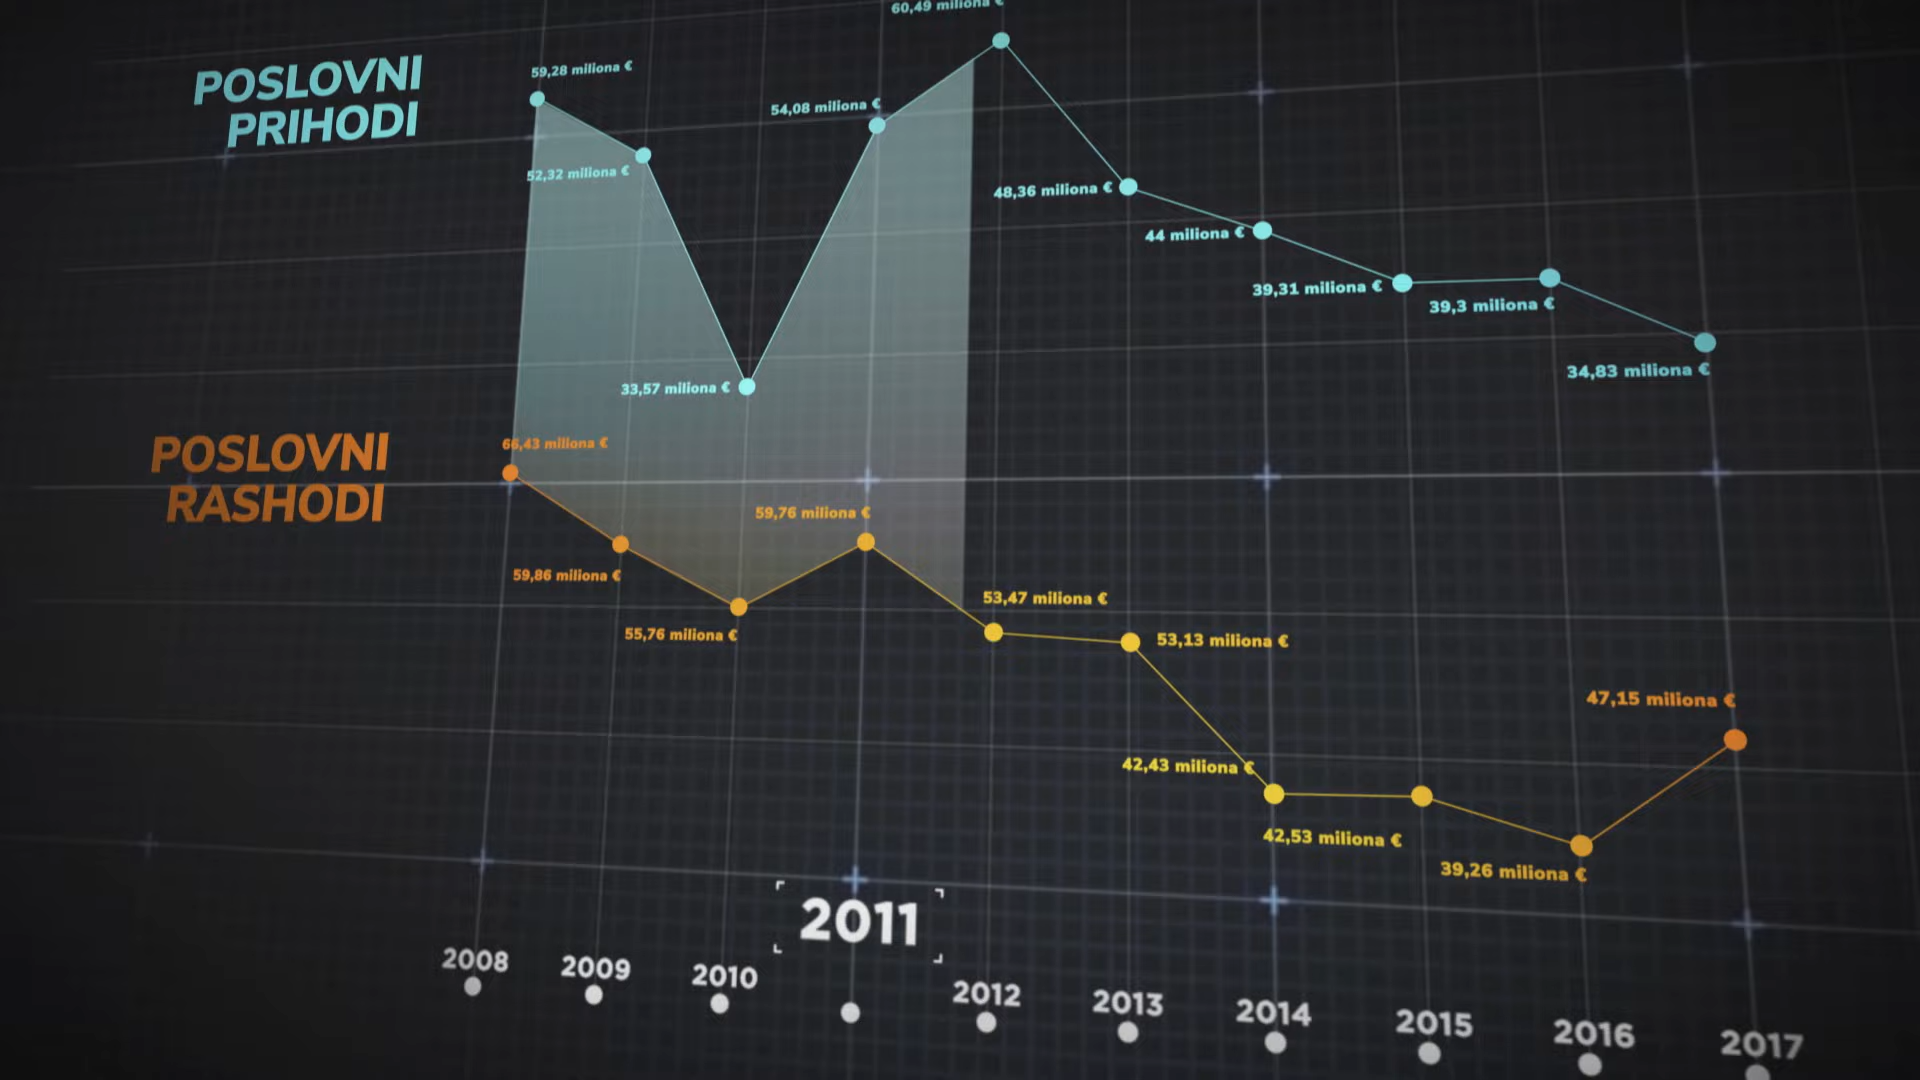 60,49 miliona €
POSLOVNI
PRIHODI
59,28 miliona €
54,08 miliona €
52,32 miliona €
48,36 miliona €
44 miliona €
39,31 miliona €
39,3 miliona €
34,83 miliona €
33,57 miliona €
POSLOVNI
RASHODI
66,43 miliona €
59,76 miliona €
59,86 miliona €
55,76 miliona €
53,47 miliona €
53,13 miliona €
47,15 miliona €
42,43 miliona €
42,53 miliona €
39,26 miliona €
2008
2009
2010
2011
2012
2013
2014
2015
2016
2017